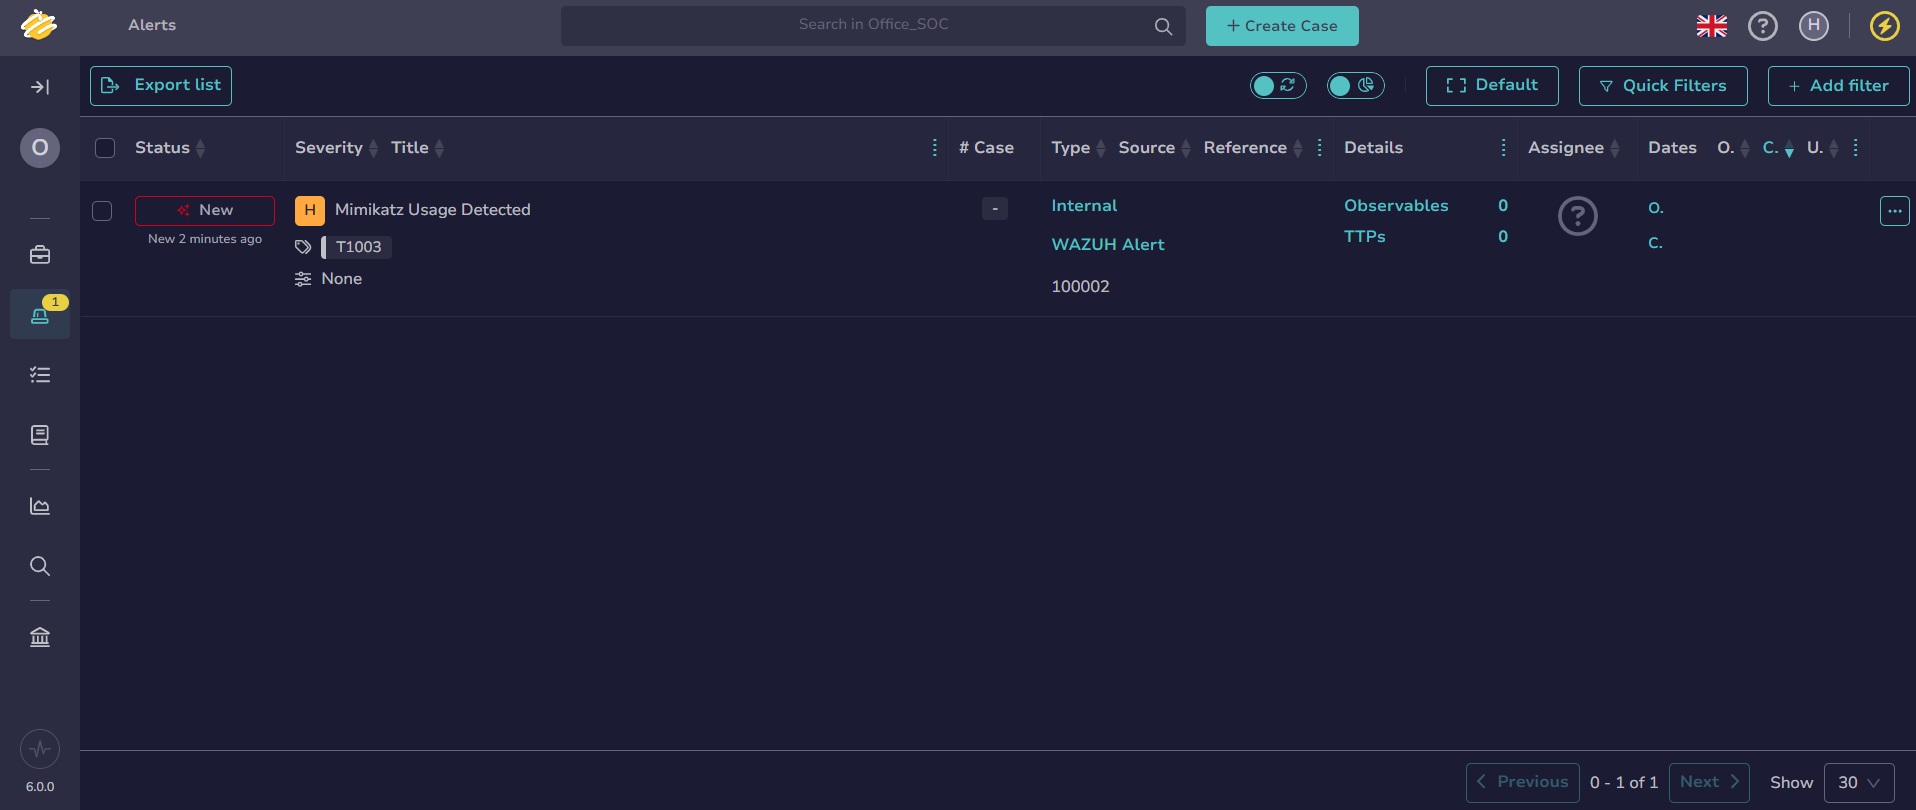 Alerts
Search in Office_SOC
+ Create Case
?
H
Export list
Default
Quick Filters
+ Add filter
O
Status
Severity
Title
# Case
Type
Source
Reference
Details
Assignee
Dates
O.
C.
U.
New
New 2 minutes ago
H
Mimikatz Usage Detected
T1003
None
-
Internal
WAZUH Alert
100002
Observables 0
TTPs 0
?
O.
C.
...
1
6.0.0
Previous
0 - 1 of 1
Next
Show
30